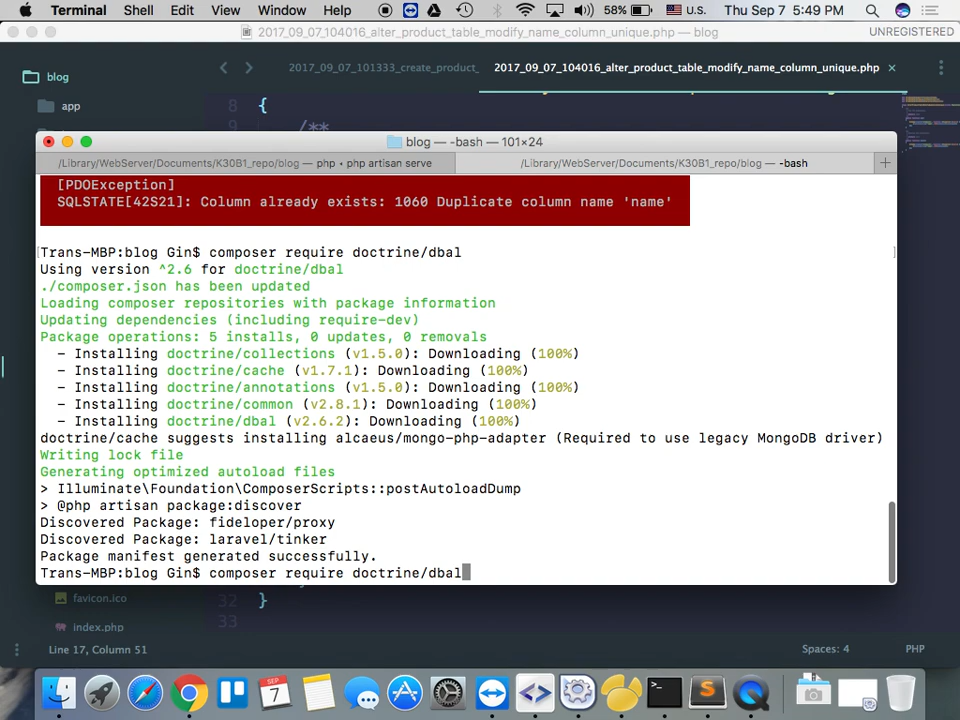 Terminal Shell Edit View Window Help 58% U.S. Thu Sep 7 5:49 PM
2017_09_07_104016_alter_product_table_modify_name_column_unique.php — blog UNREGISTERED
blog
2017_09_07_101333_create_product_
2017_09_07_104016_alter_product_table_modify_name_column_unique.php
app
8 {
/**
blog — -bash — 101×24
/Library/WebServer/Documents/K30B1_repo/blog — php • php artisan serve
/Library/WebServer/Documents/K30B1_repo/blog — -bash
[PDOException]
SQLSTATE[42S21]: Column already exists: 1060 Duplicate column name 'name'
Trans-MBP:blog Gin$ composer require doctrine/dbal
Using version ^2.6 for doctrine/dbal
./composer.json has been updated
Loading composer repositories with package information
Updating dependencies (including require-dev)
Package operations: 5 installs, 0 updates, 0 removals
- Installing doctrine/collections (v1.5.0): Downloading (100%)
- Installing doctrine/cache (v1.7.1): Downloading (100%)
- Installing doctrine/annotations (v1.5.0): Downloading (100%)
- Installing doctrine/common (v2.8.1): Downloading (100%)
- Installing doctrine/dbal (v2.6.2): Downloading (100%)
doctrine/cache suggests installing alcaeus/mongo-php-adapter (Required to use legacy MongoDB driver)
Writing lock file
Generating optimized autoload files
> Illuminate\Foundation\ComposerScripts::postAutoloadDump
> @php artisan package:discover
Discovered Package: fideloper/proxy
Discovered Package: laravel/tinker
Package manifest generated successfully.
Trans-MBP:blog Gin$ composer require doctrine/dbal
favicon.ico
32 }
index.php
33
Line 17, Column 51 Spaces: 4 PHP
SEP
7